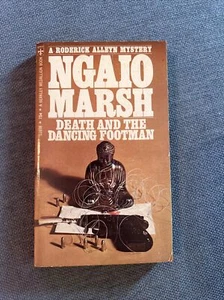 A RODERICK ALLEYN MYSTERY
NGAIO
MARSH
DEATH AND THE
DANCING FOOTMAN